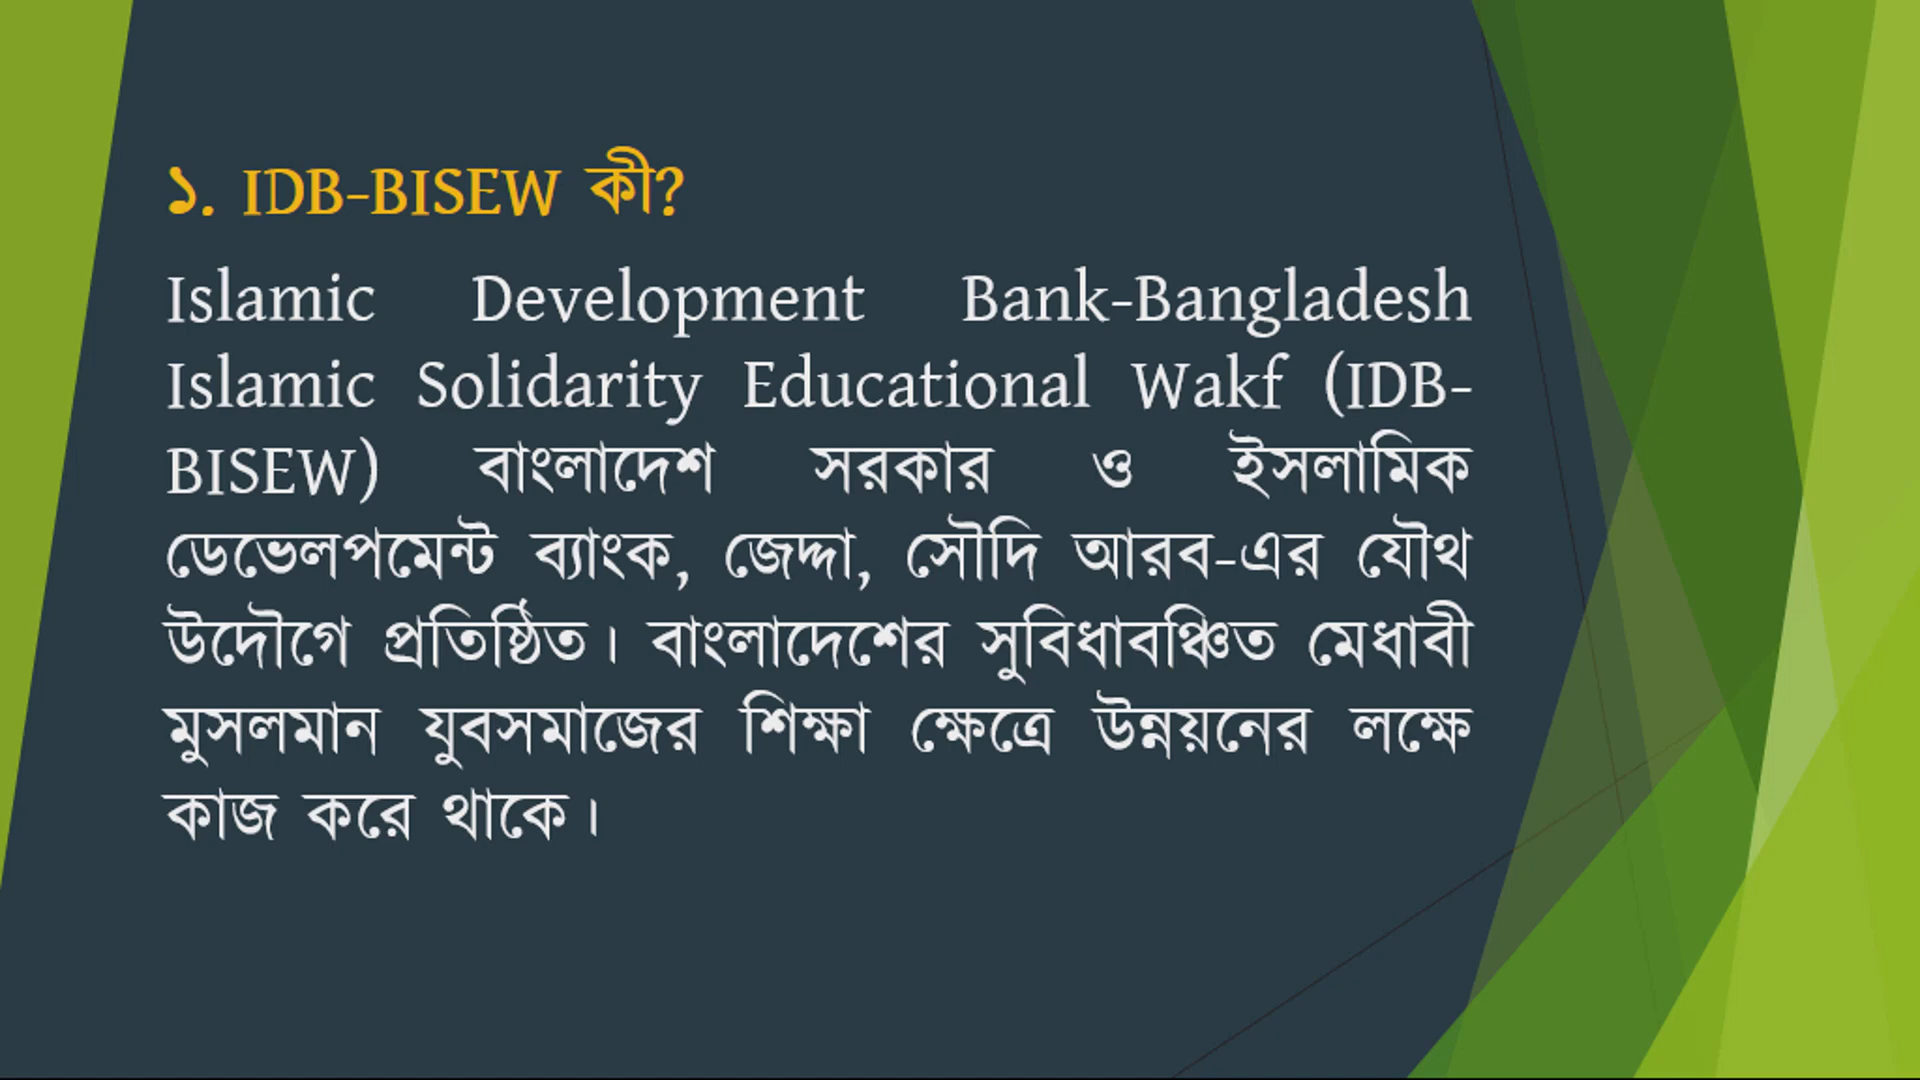 ১. IDB-BISEW কী?
Islamic Development Bank-Bangladesh
Islamic Solidarity Educational Wakf (IDB-
BISEW) বাংলাদেশ সরকার ও ইসলামিক
ডেভেলপমেন্ট ব্যাংক, জেদ্দা, সৌদি আরব-এর যৌথ
উদৌগে প্রতিষ্ঠিত। বাংলাদেশের সুবিধাবঞ্চিত মেধাবী
মুসলমান যুবসমাজের শিক্ষা ক্ষেত্রে উন্নয়নের লক্ষে
কাজ করে থাকে।